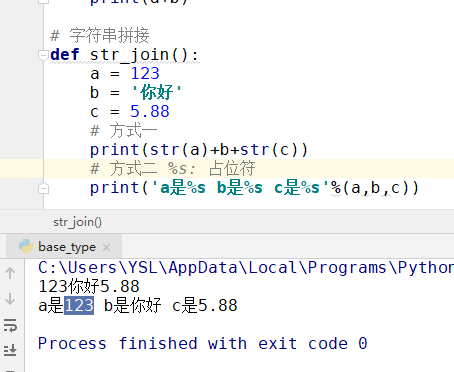 print(a+b)
# 字符串拼接
def str_join():
a = 123
b = '你好'
c = 5.88
# 方式一
print(str(a)+b+str(c))
# 方式二 %s: 占位符
print('a是%s b是%s c是%s'%(a,b,c))
str_join()
base_type ×
C:\Users\YSL\AppData\Local\Programs\Python
123你好5.88
a是123 b是你好 c是5.88
Process finished with exit code 0